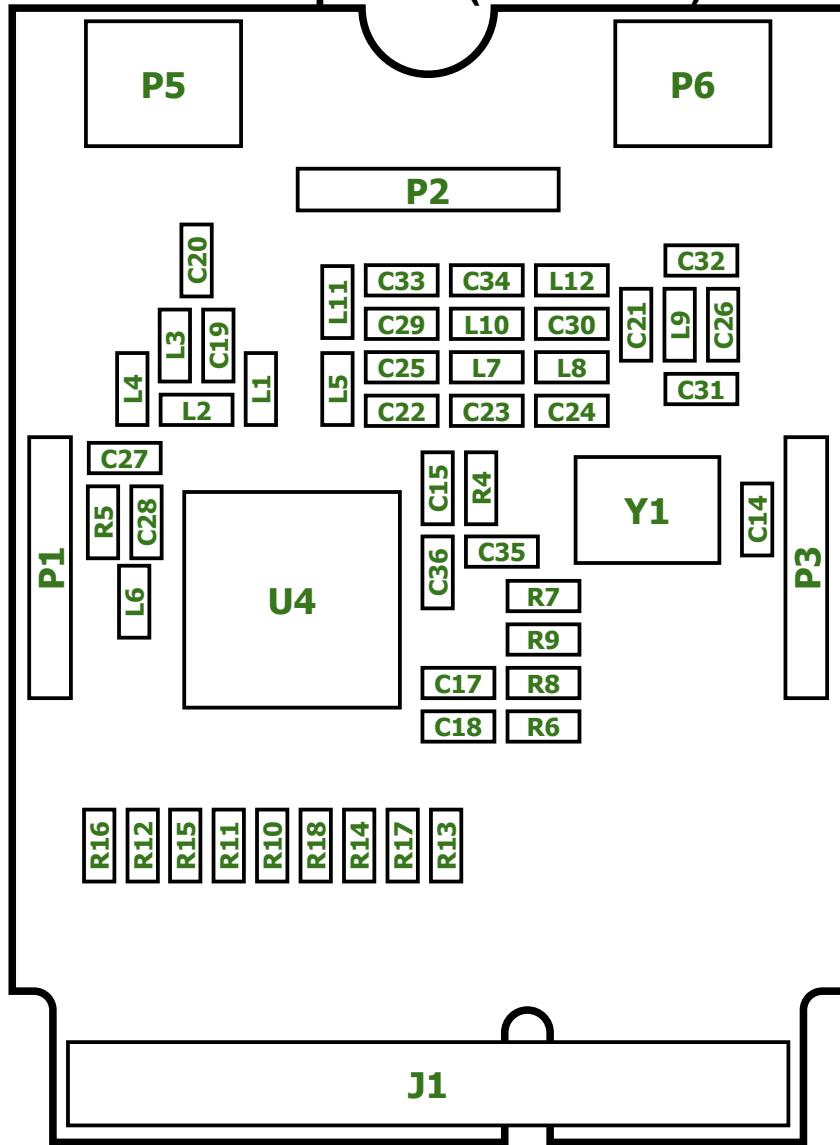 P5 P6
P2
C20 C32
L11 C33 C34 L12
C29 L10 C30 C21 L9 C26
L3 C19
L4 L1 L5 C25 L7 L8 C31
L2 C22 C23 C24
C27
C15 R4 Y1 C14
R5 C28
C36 C35
P1 L6 U4 R7 P3
R9
C17 R8
C18 R6
R16 R12 R15 R11 R10 R18 R14 R17 R13
J1